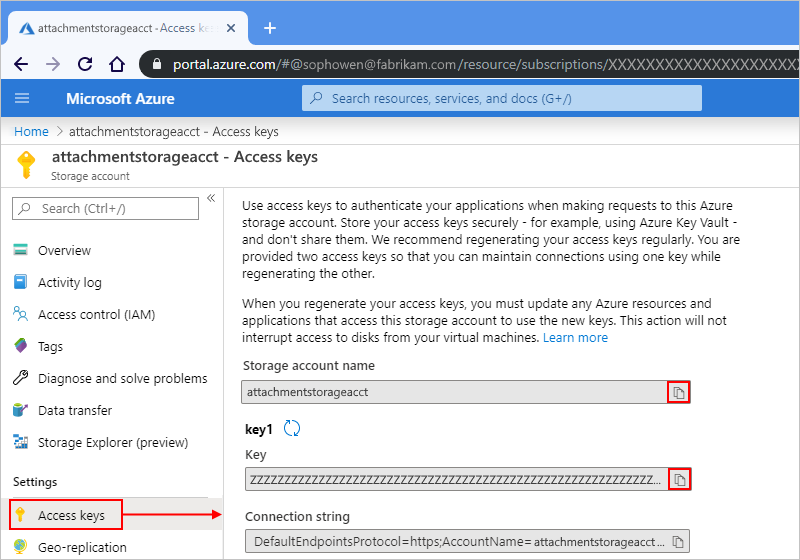 attachmentstorageacct - Access keys
portal.azure.com/#@sophowen@fabrikam.com/resource/subscriptions/XXXXXXXXXXXXXXXXXXXX
Microsoft Azure
Search resources, services, and docs (G+/)
Home > attachmentstorageacct - Access keys
attachmentstorageacct - Access keys
Storage account
Search (Ctrl+/)
«
Overview
Activity log
Access control (IAM)
Tags
Diagnose and solve problems
Data transfer
Storage Explorer (preview)
Settings
Access keys
Geo-replication
Use access keys to authenticate your applications when making requests to this Azure
storage account. Store your access keys securely - for example, using Azure Key Vault -
and don't share them. We recommend regenerating your access keys regularly. You are
provided two access keys so that you can maintain connections using one key while
regenerating the other.
When you regenerate your access keys, you must update any Azure resources and
applications that access this storage account to use the new keys. This action will not
interrupt access to disks from your virtual machines. Learn more
Storage account name
attachmentstorageacct
key1
Key
ZZZZZZZZZZZZZZZZZZZZZZZZZZZZZZZZZZZZZZZZZZZZZZZZZZZZZZZZZZZ...
Connection string
DefaultEndpointsProtocol=https;AccountName=attachmentstorageacct...